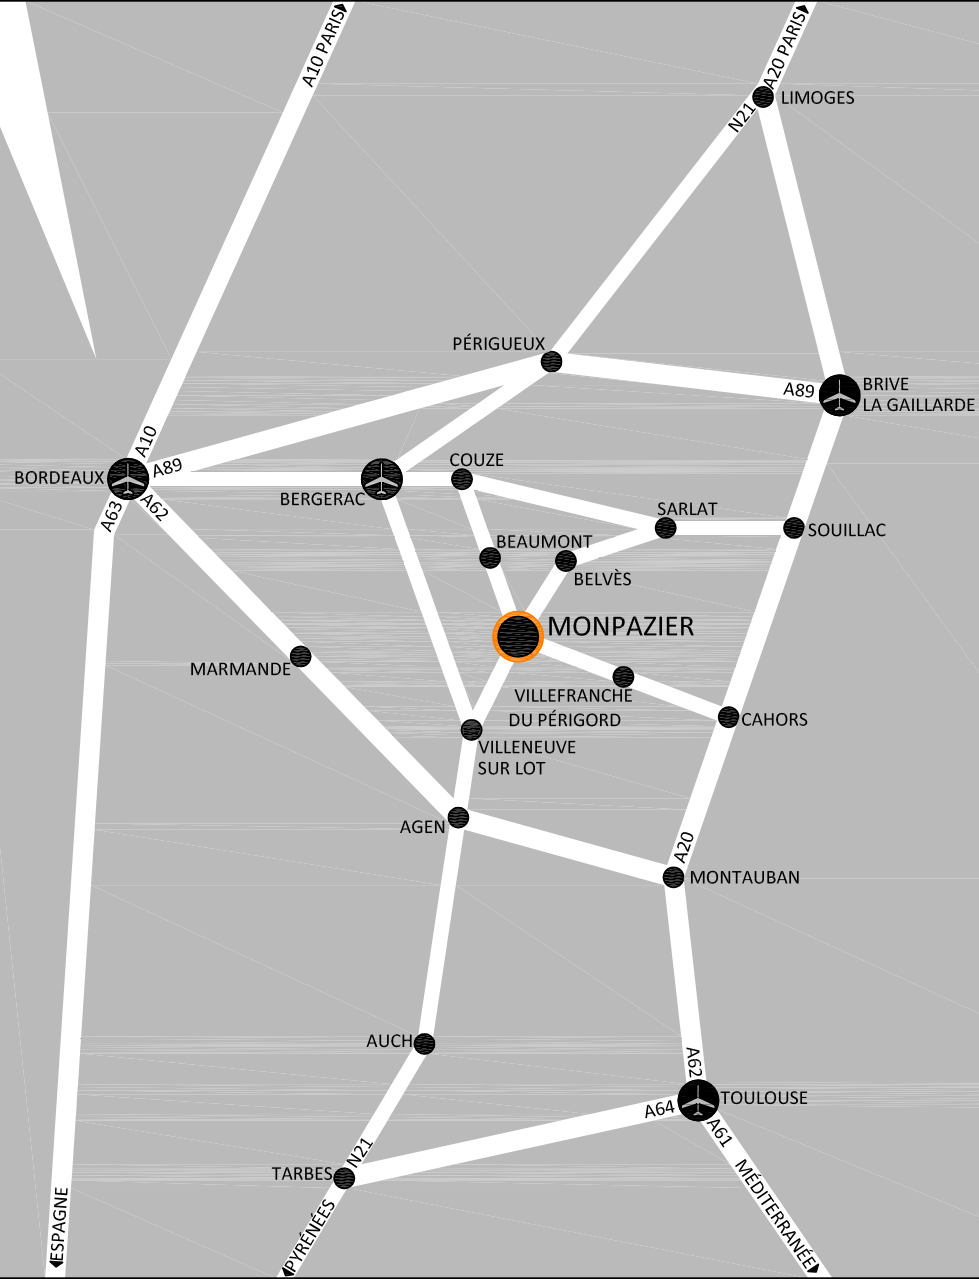 A10 PARIS
A20 PARIS
LIMOGES
N21
PÉRIGUEUX
A89
BRIVE
LA GAILLARDE
A10
A89
BORDEAUX
A62
A63
BERGERAC
COUZE
SARLAT
SOUILLAC
BEAUMONT
BELVÈS
MONPAZIER
MARMANDE
VILLEFRANCHE
DU PÉRIGORD
CAHORS
VILLENEUVE
SUR LOT
AGEN
A20
MONTAUBAN
AUCH
A62
TOULOUSE
A64
A61
N21
TARBES
MÉDITERRANÉE
ESPAGNE
PYRÉNÉES